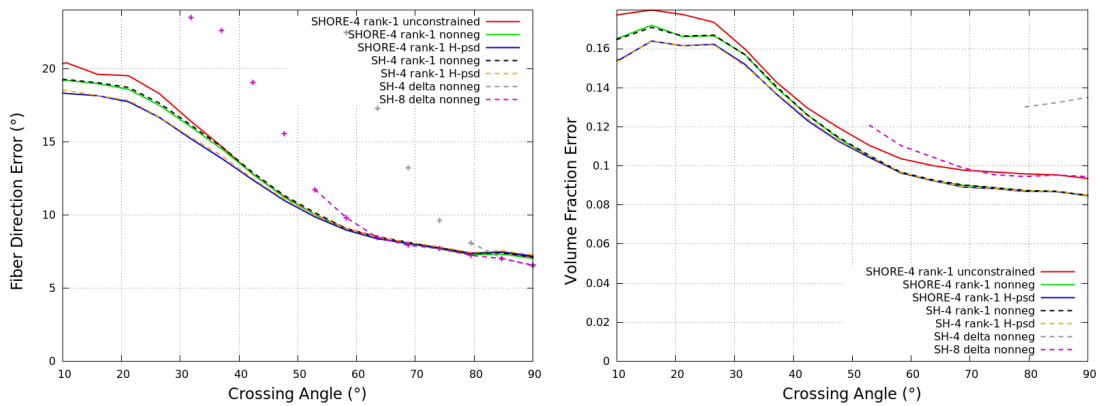 Fiber Direction Error (°)
20
15
10
5
0
SHORE-4 rank-1 unconstrained
SHORE-4 rank-1 nonneg
SHORE-4 rank-1 H-psd
SH-4 rank-1 nonneg
SH-4 rank-1 H-psd
SH-4 delta nonneg
SH-8 delta nonneg
10 20 30 40 50 60 70 80 90
Crossing Angle (°)
Volume Fraction Error
0.16
0.14
0.12
0.1
0.08
0.06
0.04
0.02
0
SHORE-4 rank-1 unconstrained
SHORE-4 rank-1 nonneg
SHORE-4 rank-1 H-psd
SH-4 rank-1 nonneg
SH-4 rank-1 H-psd
SH-4 delta nonneg
SH-8 delta nonneg
10 20 30 40 50 60 70 80 90
Crossing Angle (°)